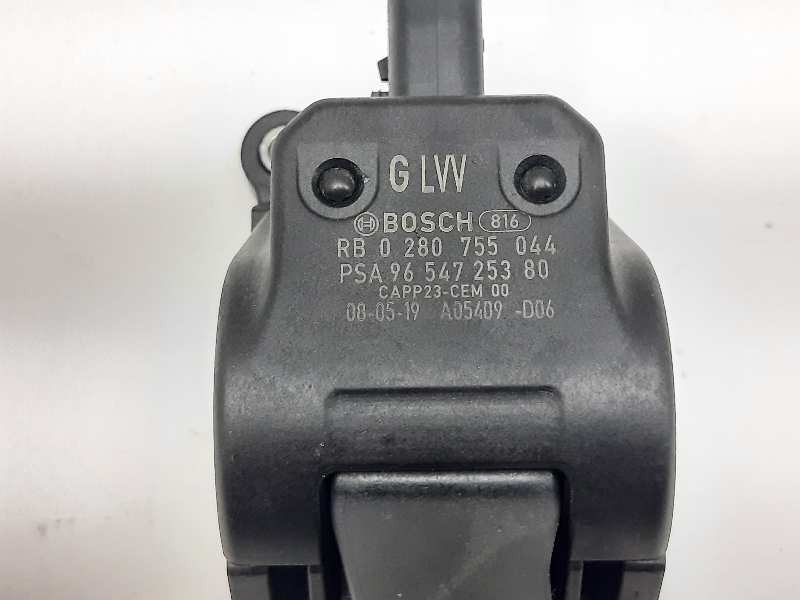 G LVV
BOSCH 816
RB 0 280 755 044
PSA 96 547 253 80
CAPP23-CEM 00
08-05-19 A05409 -D06